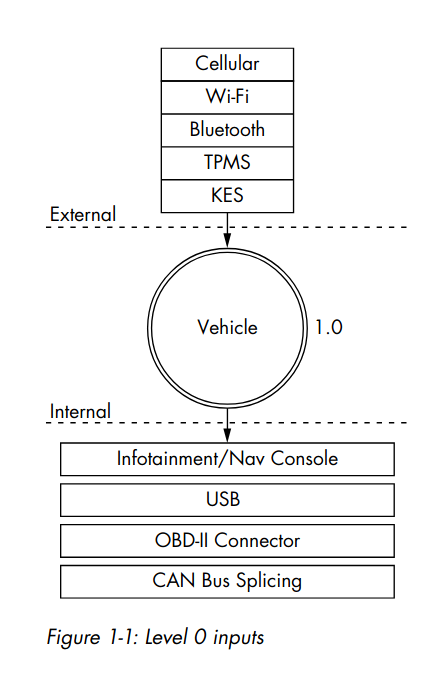 Cellular
Wi-Fi
Bluetooth
TPMS
KES
External
Vehicle 1.0
Internal
Infotainment/Nav Console
USB
OBD-II Connector
CAN Bus Splicing
Figure 1-1: Level 0 inputs